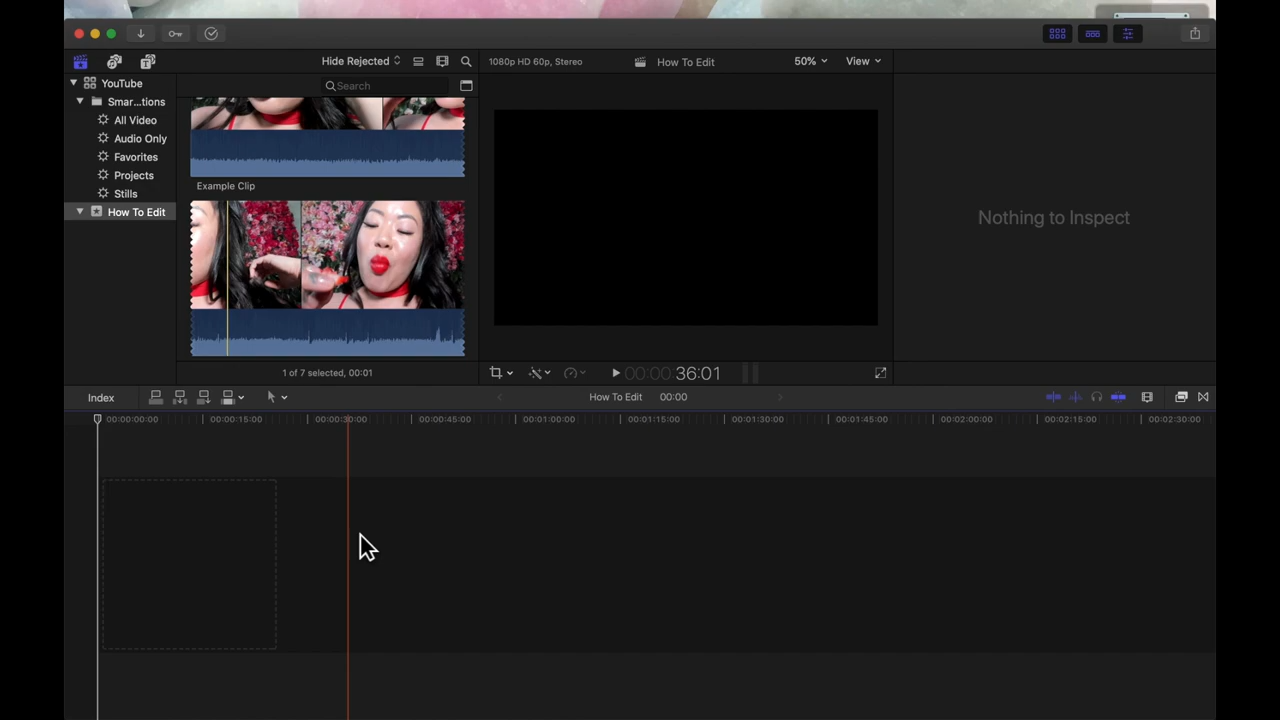 Hide Rejected
1080p HD 60p, Stereo
How To Edit
50%
View
YouTube
Search
Smar...tions
All Video
Audio Only
Favorites
Projects
Stills
How To Edit
Example Clip
Nothing to Inspect
1 of 7 selected, 00:01
00:00:36:01
Index
How To Edit
00:00
00:00:00:00
00:00:15:00
00:00:30:00
00:00:45:00
00:01:00:00
00:01:15:00
00:01:30:00
00:01:45:00
00:02:00:00
00:02:15:00
00:02:30:00